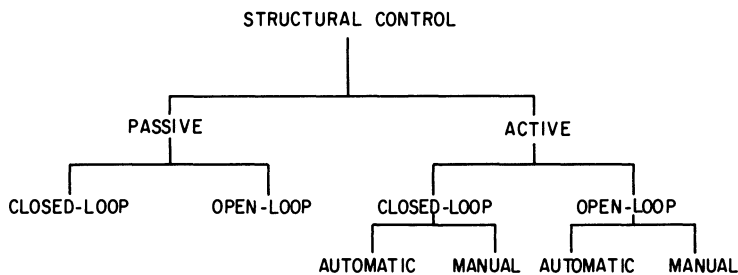 STRUCTURAL CONTROL
PASSIVE
ACTIVE
CLOSED-LOOP
OPEN-LOOP
CLOSED-LOOP
OPEN-LOOP
AUTOMATIC
MANUAL
AUTOMATIC
MANUAL